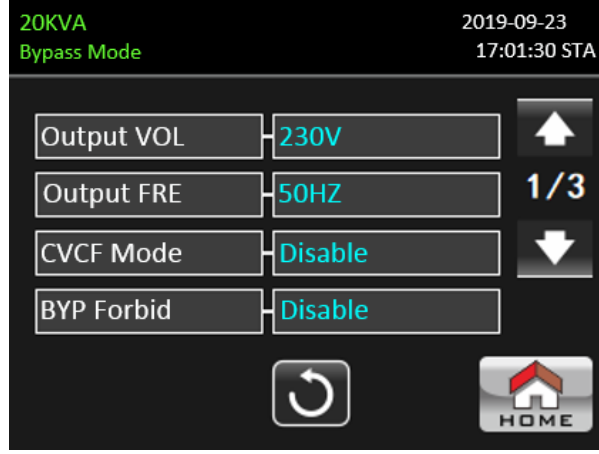 20KVA
2019-09-23
Bypass Mode
17:01:30 STA
Output VOL
230V
Output FRE
50HZ
1/3
CVCF Mode
Disable
BYP Forbid
Disable
HOME